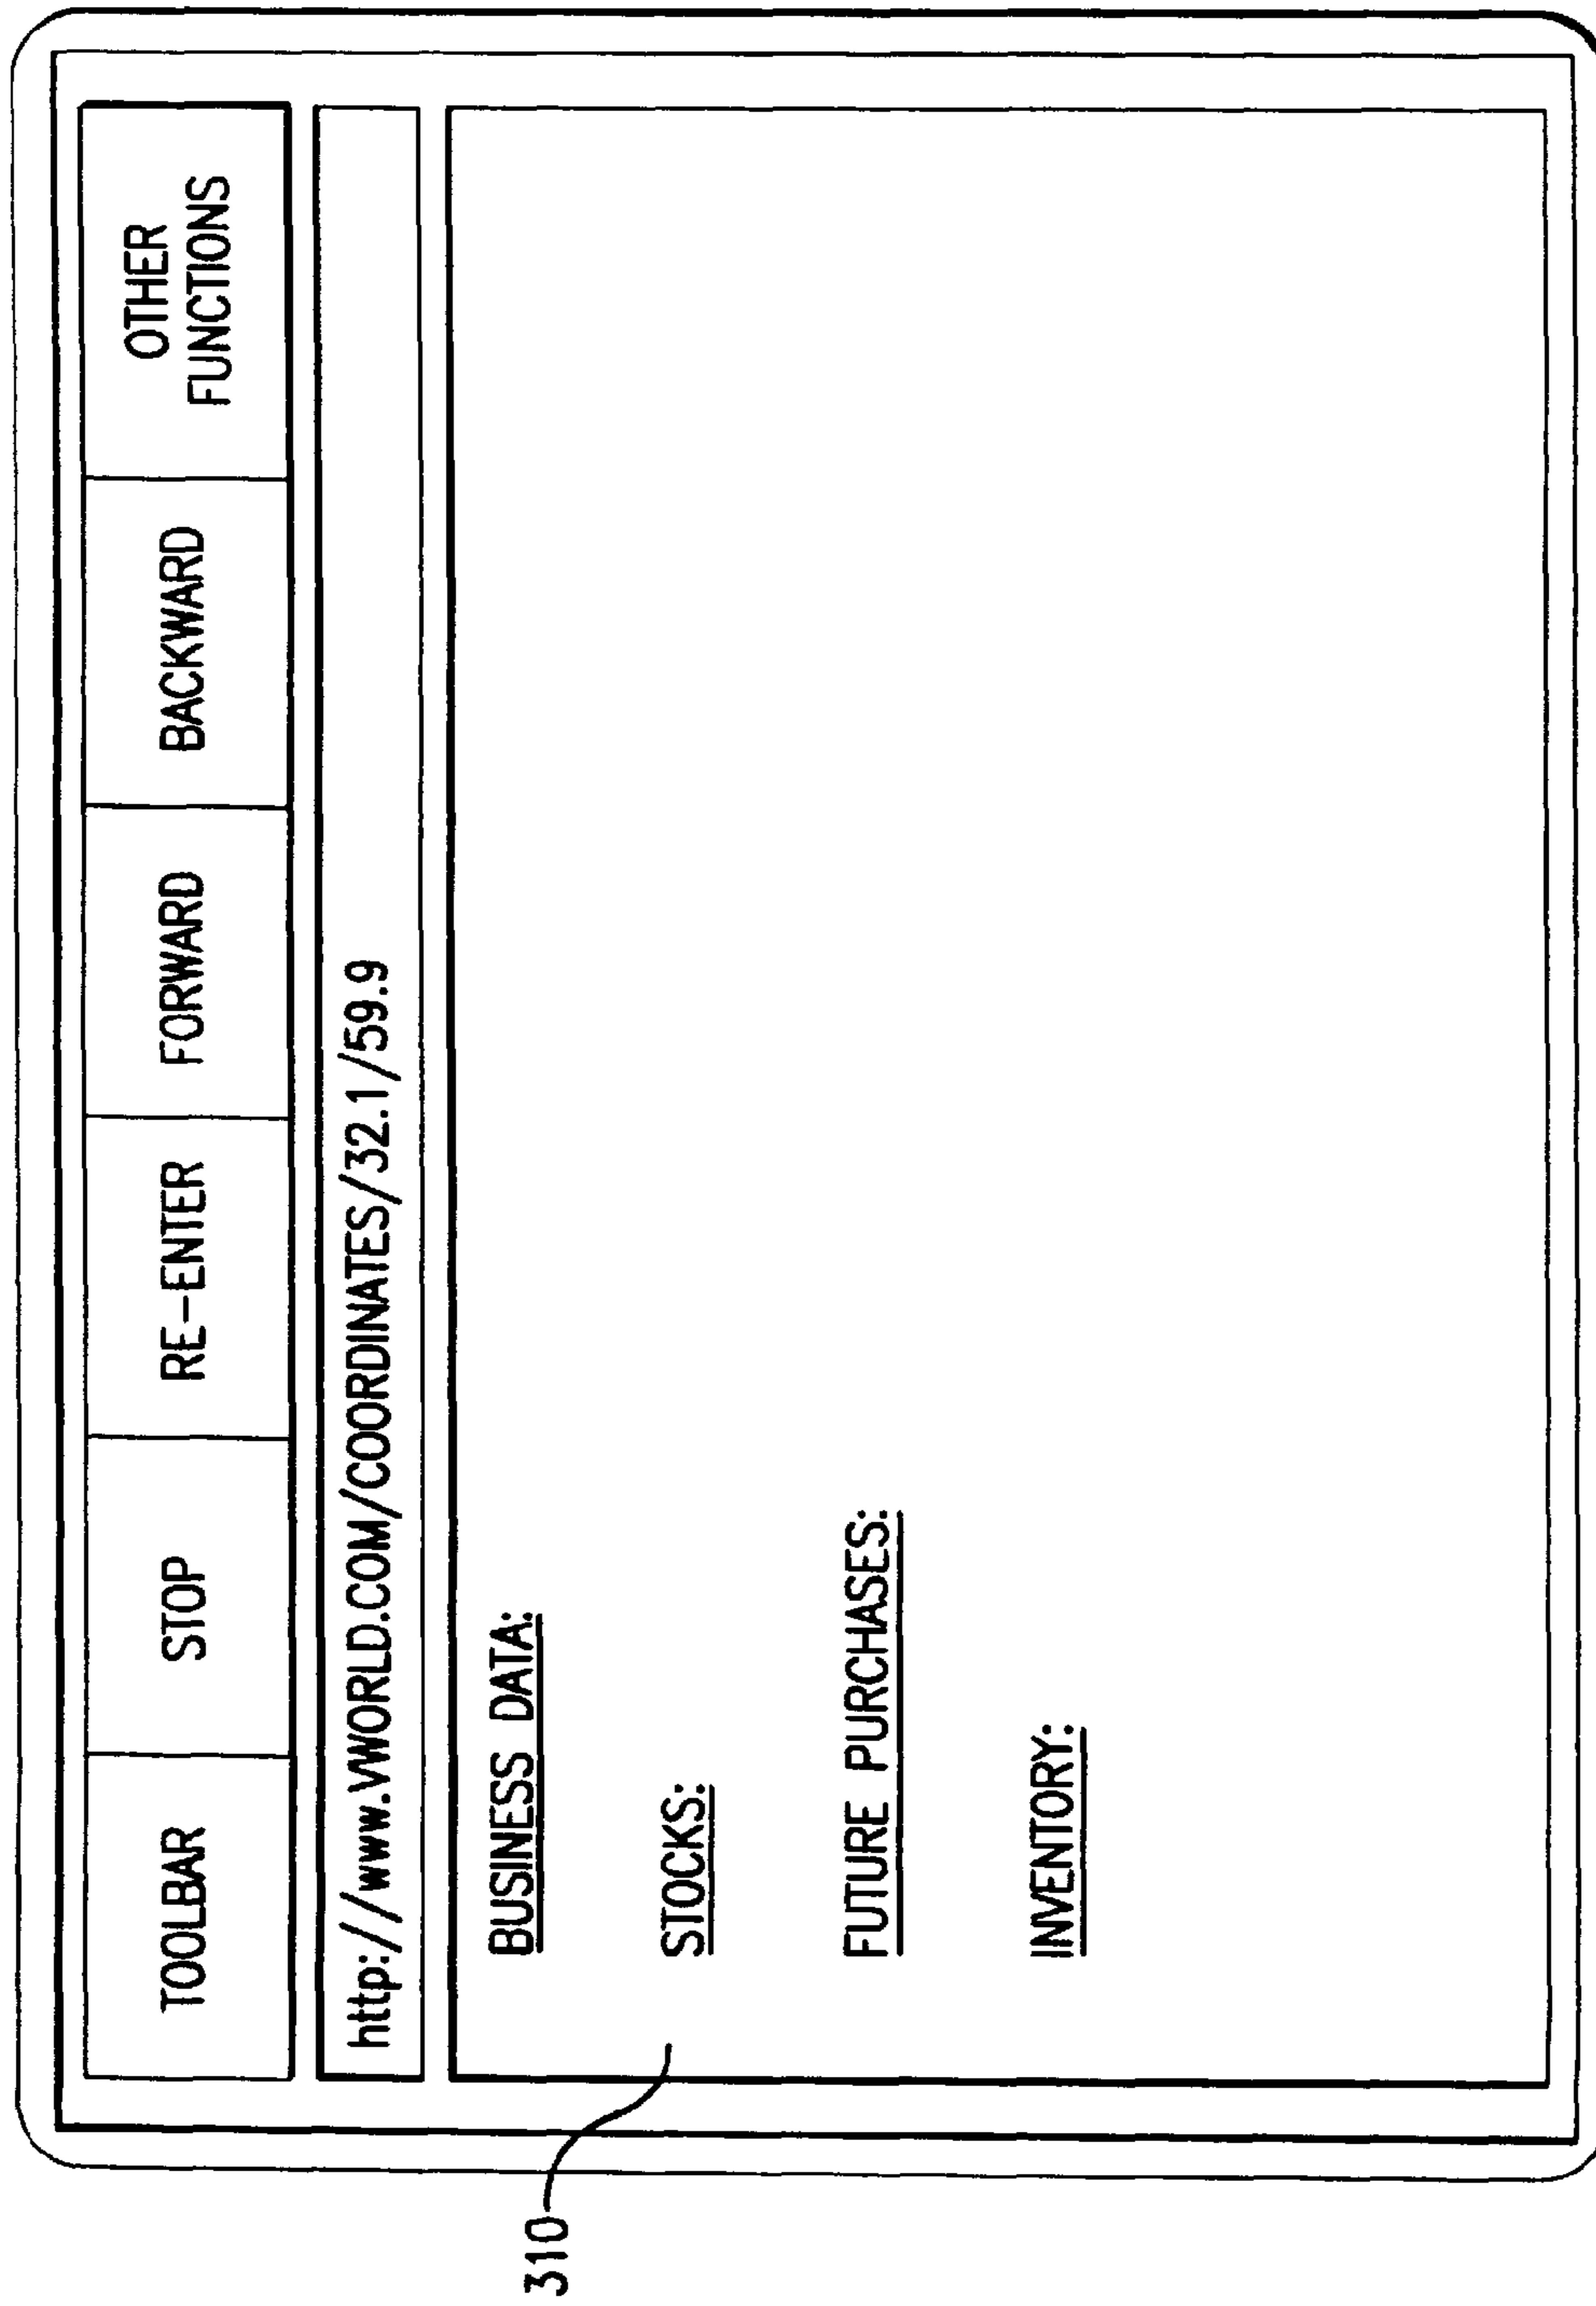 TOOLBAR
STOP
RE-ENTER
FORWARD
BACKWARD
OTHER
FUNCTIONS
http://www.VWORLD.COM/COORDINATES/32.1/59.9
BUSINESS DATA:
STOCKS:
FUTURE PURCHASES:
INVENTORY:
310